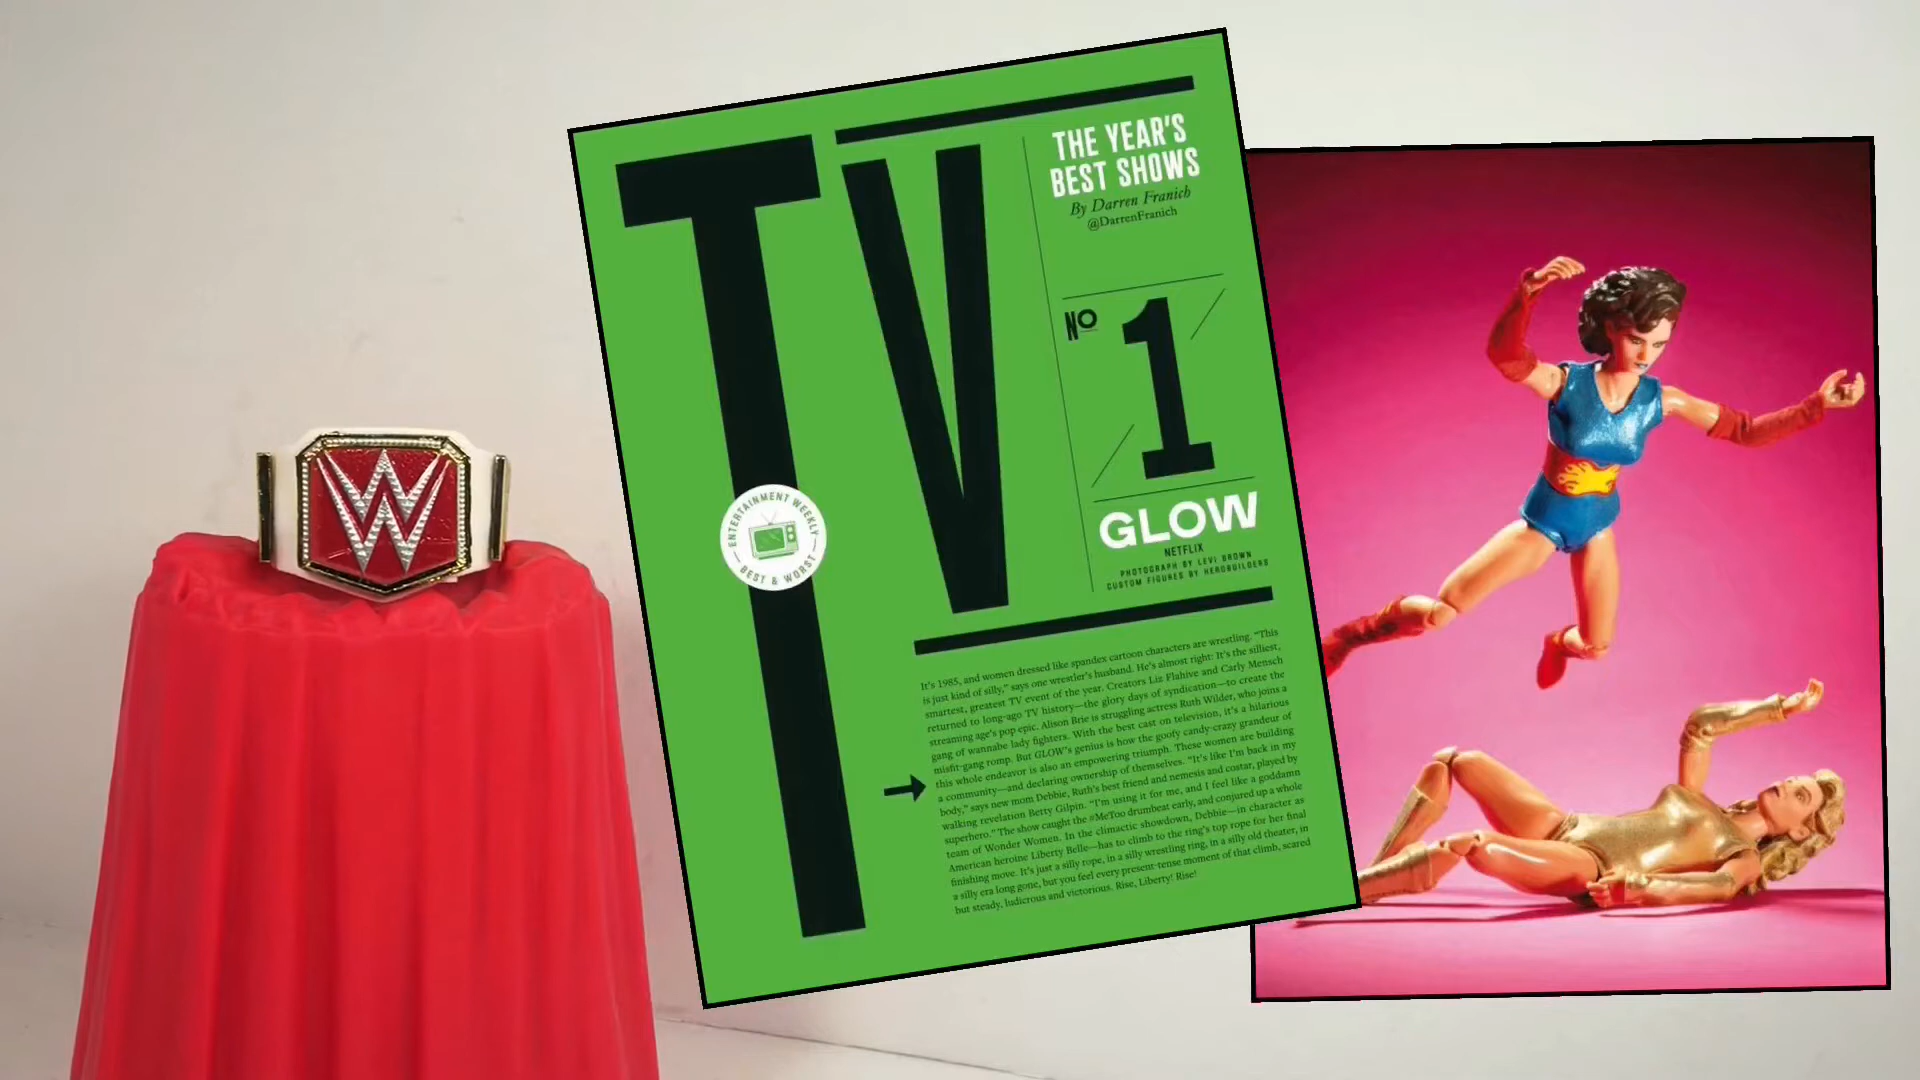 W
TV
THE YEAR'S
BEST SHOWS
By Darren Franich
@DarrenFranich
NO
1
GLOW
NETFLIX
PHOTOGRAPH BY LEVI BROWN
CUSTOM FIGURES BY HEROBUILDERS
ENTERTAINMENT WEEKLY
BEST & WORST
It's 1985, and women dressed like spandex cartoon characters are wrestling. "This
is just kind of silly," says one wrestler's husband. He's almost right: It's the silliest,
smartest, greatest TV event of the year. Creators Liz Flahive and Carly Mensch
returned to long-ago TV history—the glory days of syndication—to create the
streaming age's pop epic. Alison Brie is struggling actress Ruth Wilder, who joins a
gang of wannabe lady fighters. With the best cast on television, it's a hilarious
misfit-gang romp. But GLOW's genius is how the goofy candy-crazy grandeur of
this whole endeavor is also an empowering triumph. These women are building
a community—and declaring ownership of themselves. "It's like I'm back in my
body," says new mom Debbie, Ruth's best friend and nemesis and costar, played by
walking revelation Betty Gilpin. "I'm using it for me, and I feel like a goddamn
superhero." The show caught the #MeToo drumbeat early, and conjured up a whole
team of Wonder Women. In the climactic showdown, Debbie—in character as
American heroine Liberty Belle—has to climb to the ring's top rope for her final
finishing move. It's just a silly rope, in a silly wrestling ring, in a silly old theater, in
a silly era long gone, but you feel every present-tense moment of that climb, scared
but steady, ludicrous and victorious. Rise, Liberty! Rise!